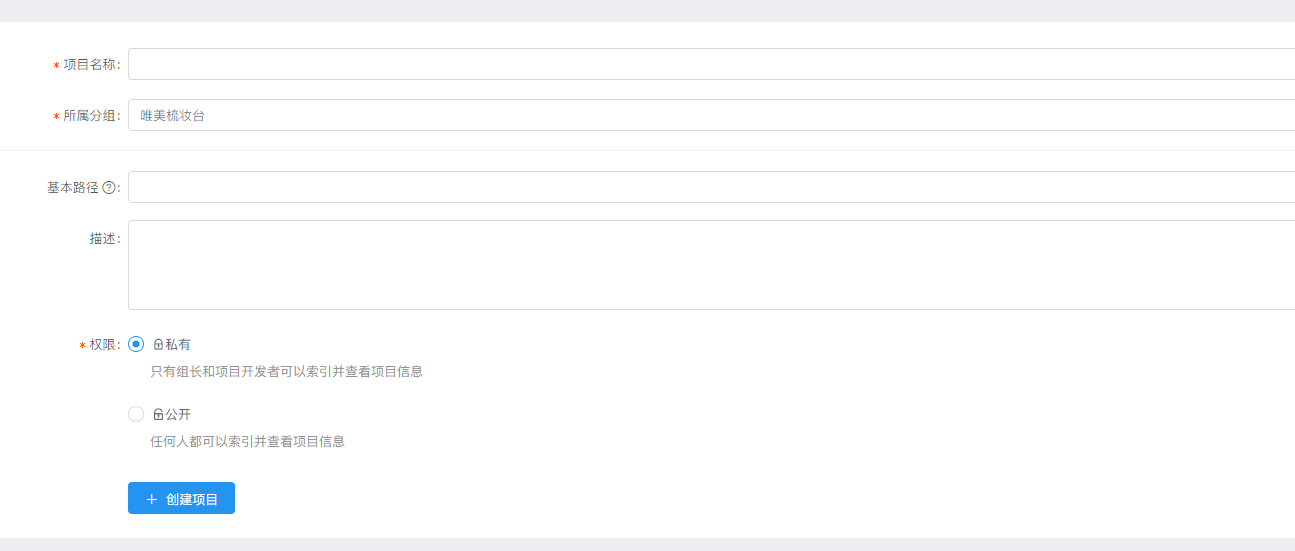 * 项目名称：
* 所属分组： 唯美梳妆台
基本路径 ?：
描述：
* 权限： 私有
只有组长和项目开发者可以索引并查看项目信息
公开
任何人都可以索引并查看项目信息
+ 创建项目